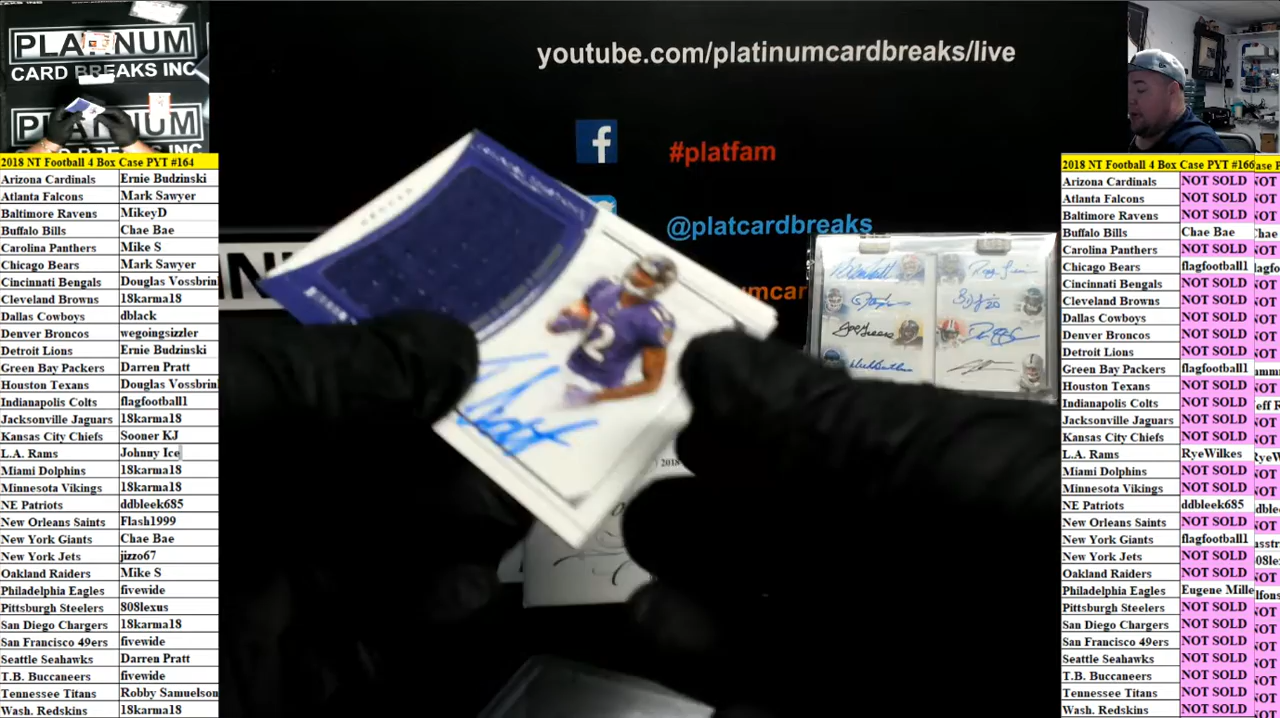 PLATINUM
CARD BREAKS INC
PLATINUM
youtube.com/platinumcardbreaks/live
#platfam
@platcardbreaks
2018 NT Football 4 Box Case PYT #164
Arizona Cardinals Ernie Budzinski
Atlanta Falcons Mark Sawyer
Baltimore Ravens MikeyD
Buffalo Bills Chae Bae
Carolina Panthers Mike S
Chicago Bears Mark Sawyer
Cincinnati Bengals Douglas Vossbrin
Cleveland Browns 18karma18
Dallas Cowboys dblack
Denver Broncos wegoingsizzler
Detroit Lions Ernie Budzinski
Green Bay Packers Darren Pratt
Houston Texans Douglas Vossbrin
Indianapolis Colts flagfootball1
Jacksonville Jaguars 18karma18
Kansas City Chiefs Sooner KJ
L.A. Rams Johnny Ice
Miami Dolphins 18karma18
Minnesota Vikings 18karma18
NE Patriots ddbleek685
New Orleans Saints Flash1999
New York Giants Chae Bae
New York Jets jizzo67
Oakland Raiders Mike S
Philadelphia Eagles fivewide
Pittsburgh Steelers 808lexus
San Diego Chargers 18karma18
San Francisco 49ers fivewide
Seattle Seahawks Darren Pratt
T.B. Buccaneers fivewide
Tennessee Titans Robby Samuelson
Wash. Redskins 18karma18
2018 NT Football 4 Box Case PYT #166
Arizona Cardinals NOT SOLD
Atlanta Falcons NOT SOLD
Baltimore Ravens NOT SOLD
Buffalo Bills Chae Bae
Carolina Panthers NOT SOLD
Chicago Bears flagfootball1
Cincinnati Bengals NOT SOLD
Cleveland Browns NOT SOLD
Dallas Cowboys NOT SOLD
Denver Broncos NOT SOLD
Detroit Lions NOT SOLD
Green Bay Packers flagfootball1
Houston Texans NOT SOLD
Indianapolis Colts NOT SOLD
Jacksonville Jaguars NOT SOLD
Kansas City Chiefs NOT SOLD
L.A. Rams RyeWilkes
Miami Dolphins NOT SOLD
Minnesota Vikings NOT SOLD
NE Patriots ddbleek685
New Orleans Saints NOT SOLD
New York Giants flagfootball1
New York Jets NOT SOLD
Oakland Raiders NOT SOLD
Philadelphia Eagles Eugene Mille
Pittsburgh Steelers NOT SOLD
San Diego Chargers NOT SOLD
San Francisco 49ers NOT SOLD
Seattle Seahawks NOT SOLD
T.B. Buccaneers NOT SOLD
Tennessee Titans NOT SOLD
Wash. Redskins NOT SOLD